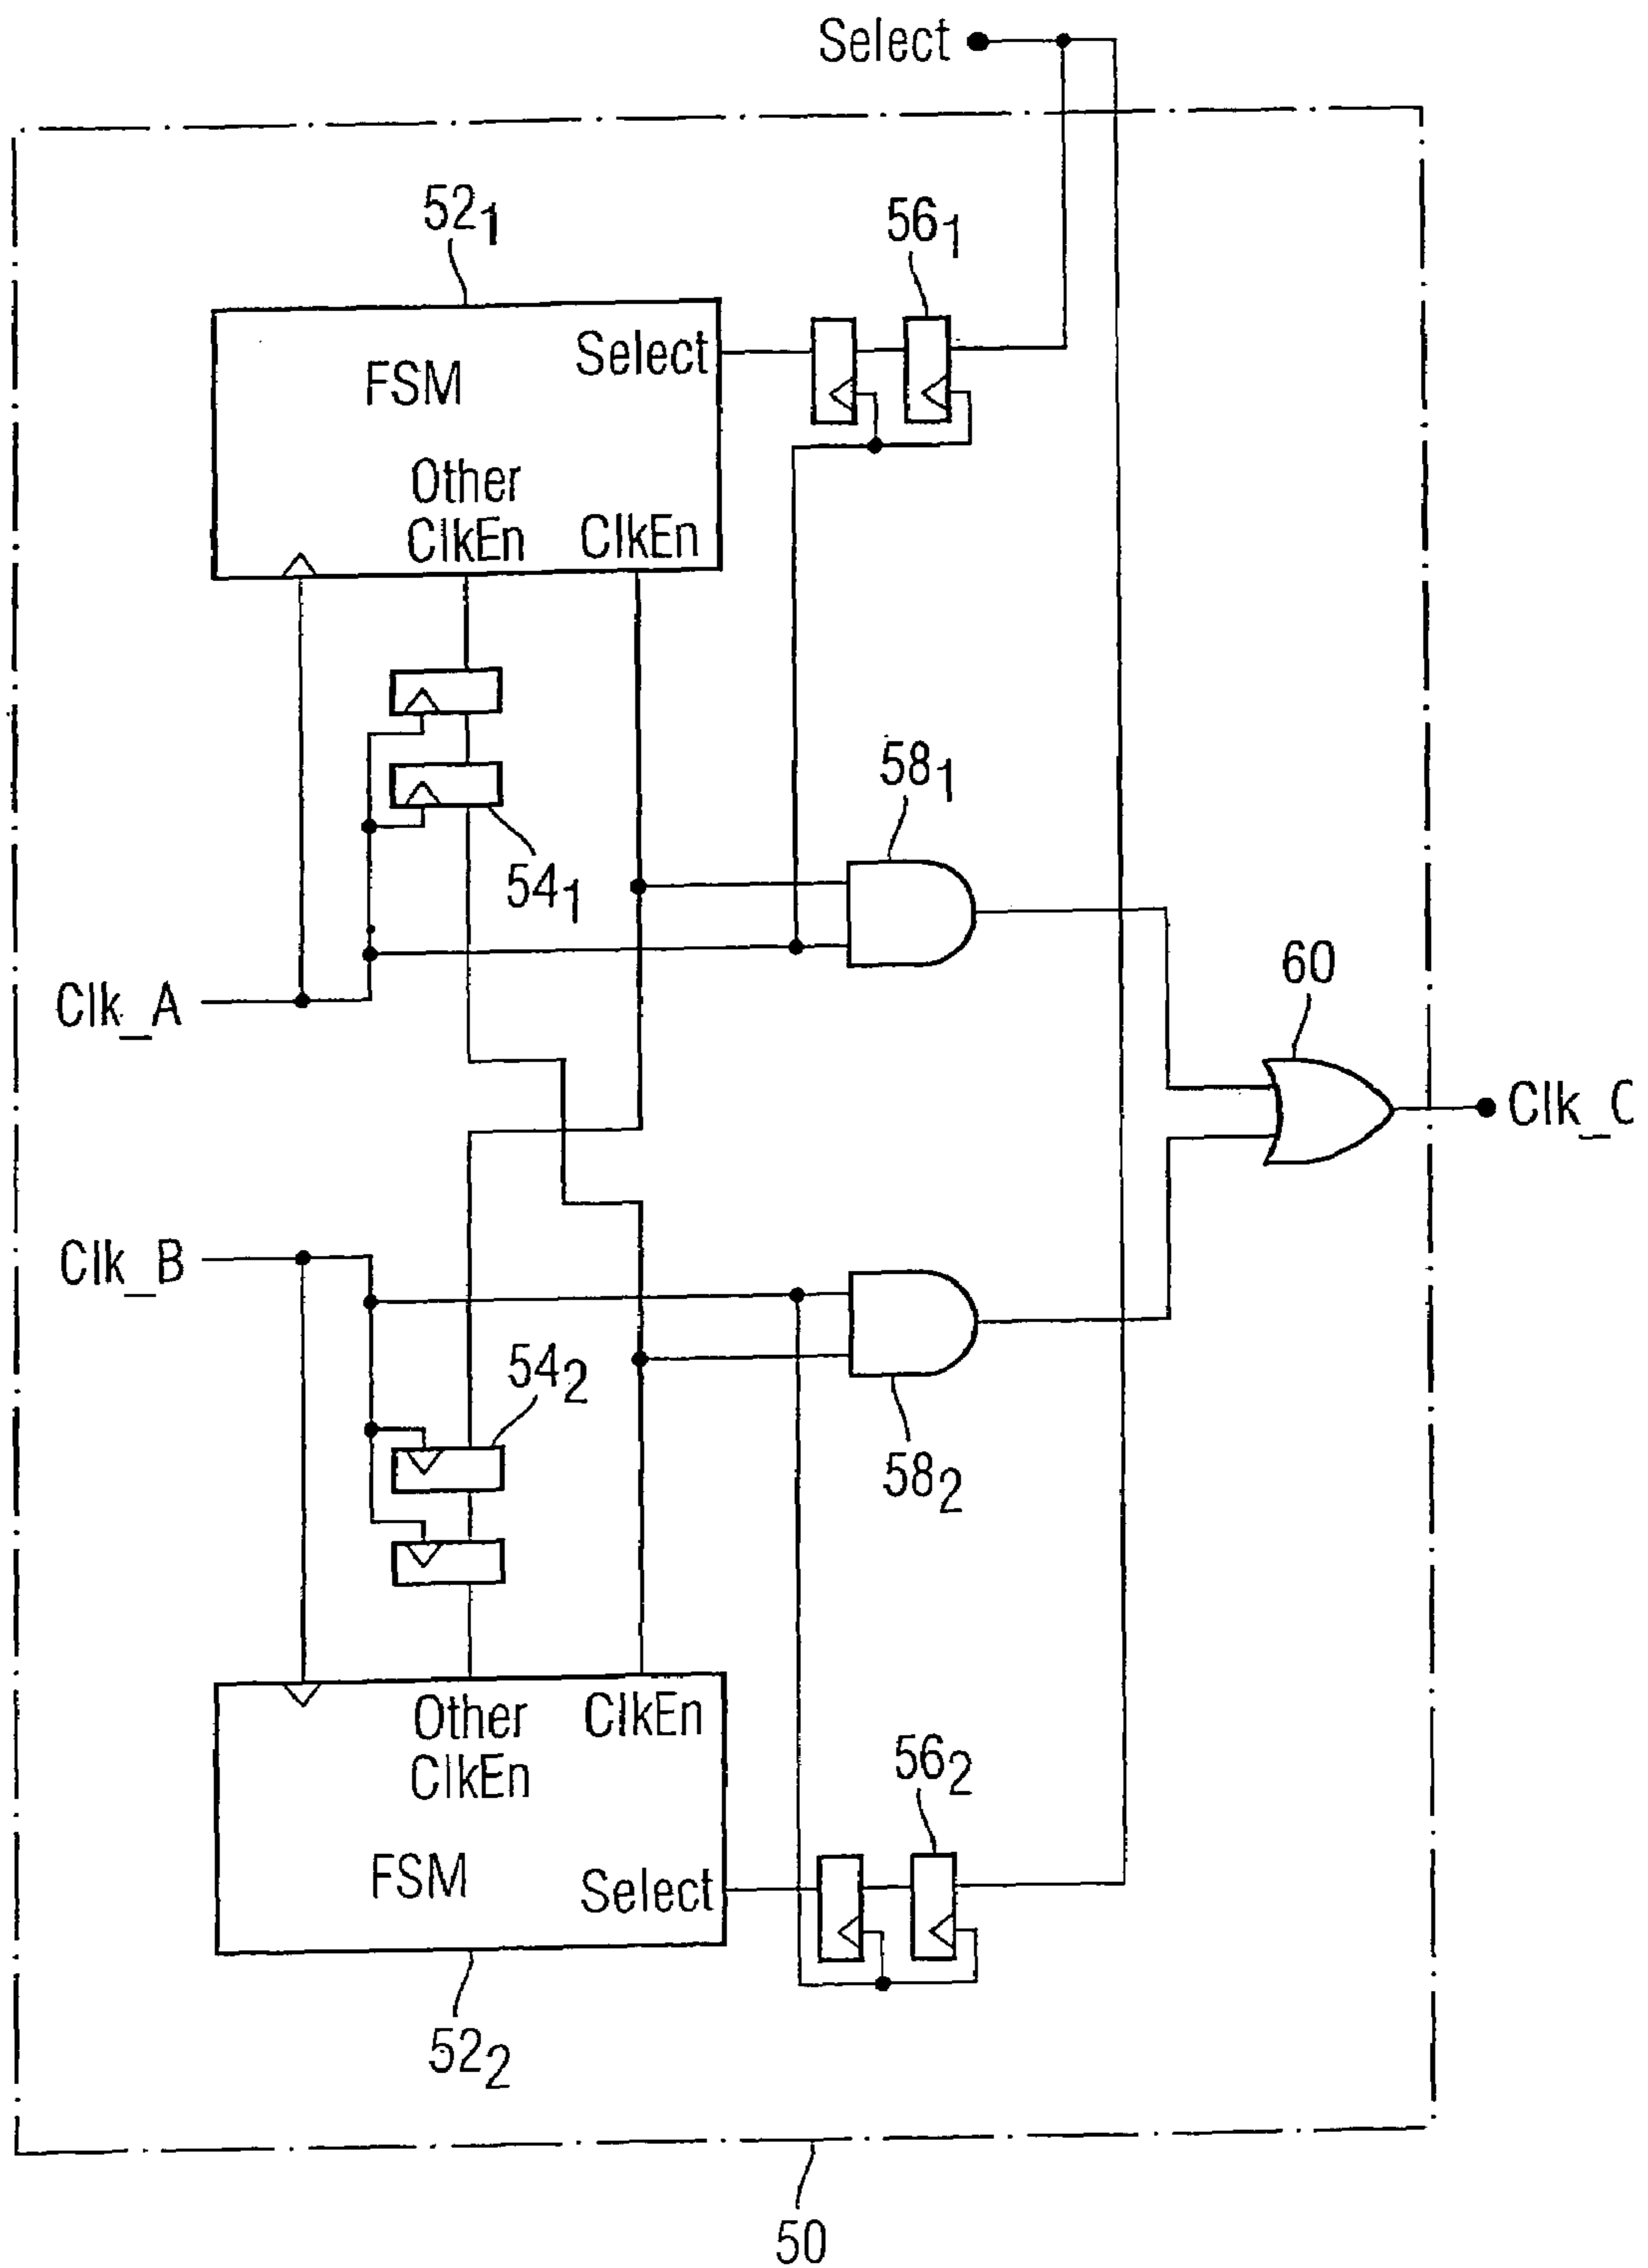 Select
52₁
56₁
Select
FSM
Other
ClkEn
ClkEn
58₁
54₁
Clk_A
60
Clk_C
Clk_B
54₂
58₂
Other
ClkEn
ClkEn
56₂
FSM
Select
52₂
50